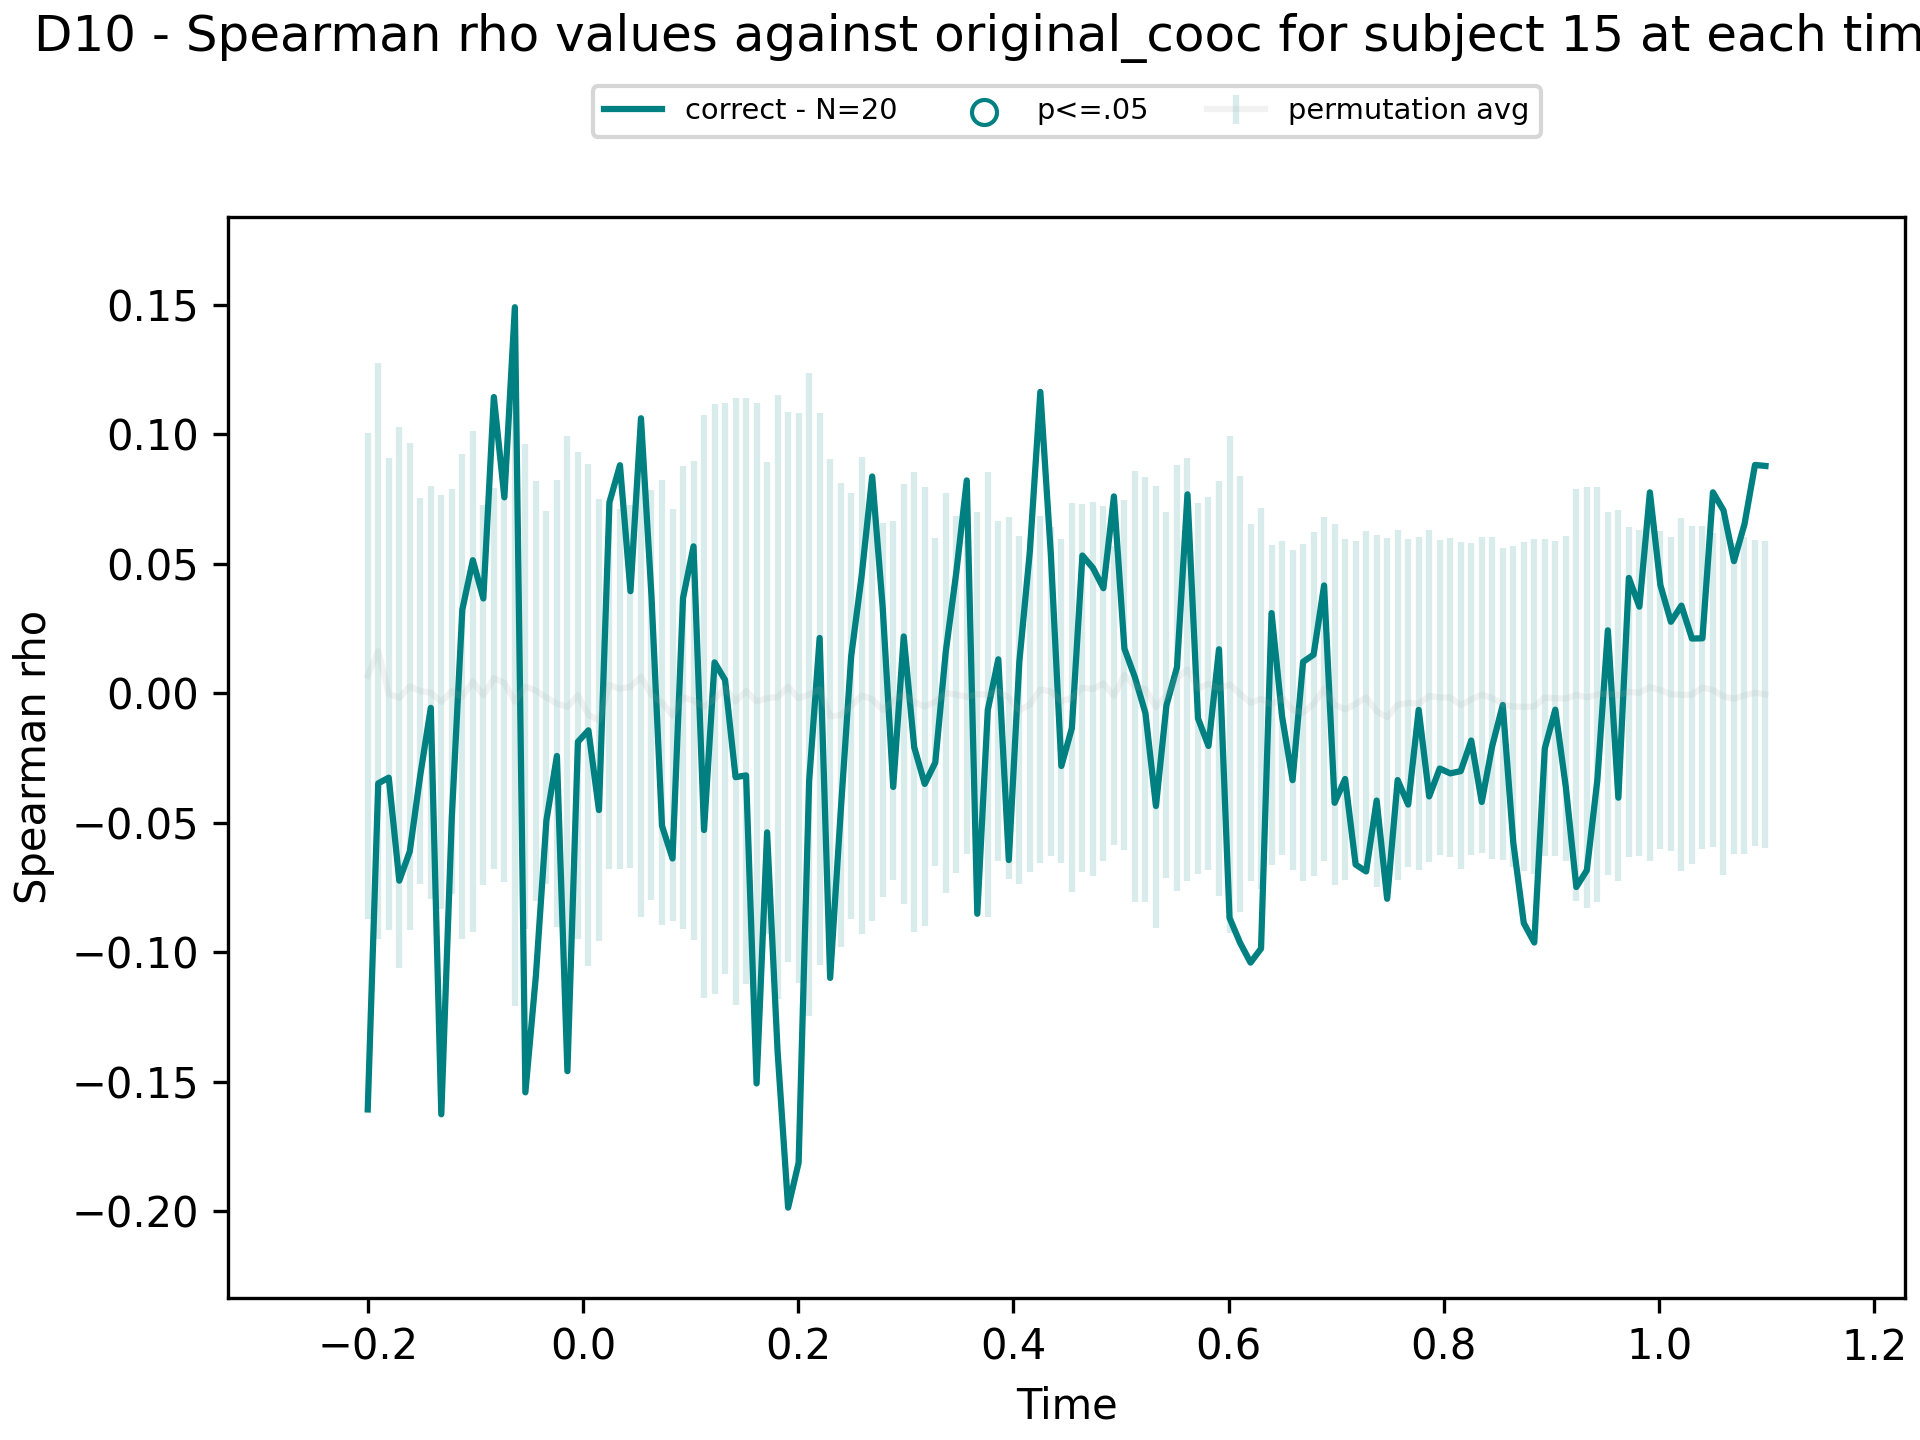 D10 - Spearman rho values against original_cooc for subject 15 at each tim
correct - N=20 p<=.05 permutation avg
0.15
0.10
0.05
0.00
−0.05
−0.10
−0.15
−0.20
Spearman rho
−0.2 0.0 0.2 0.4 0.6 0.8 1.0 1.2
Time